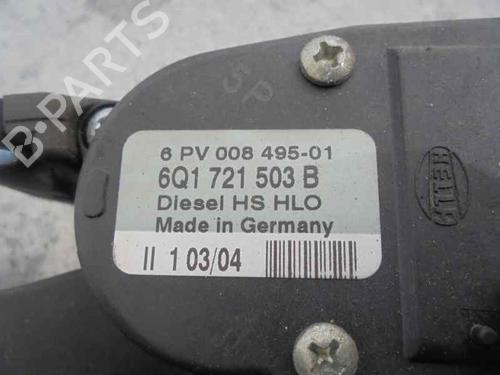 5P
6 PV 008 495-01
6Q1 721 503 B
Diesel HS HLO
Made in Germany
II 1 03/04
HELLA
B-Parts